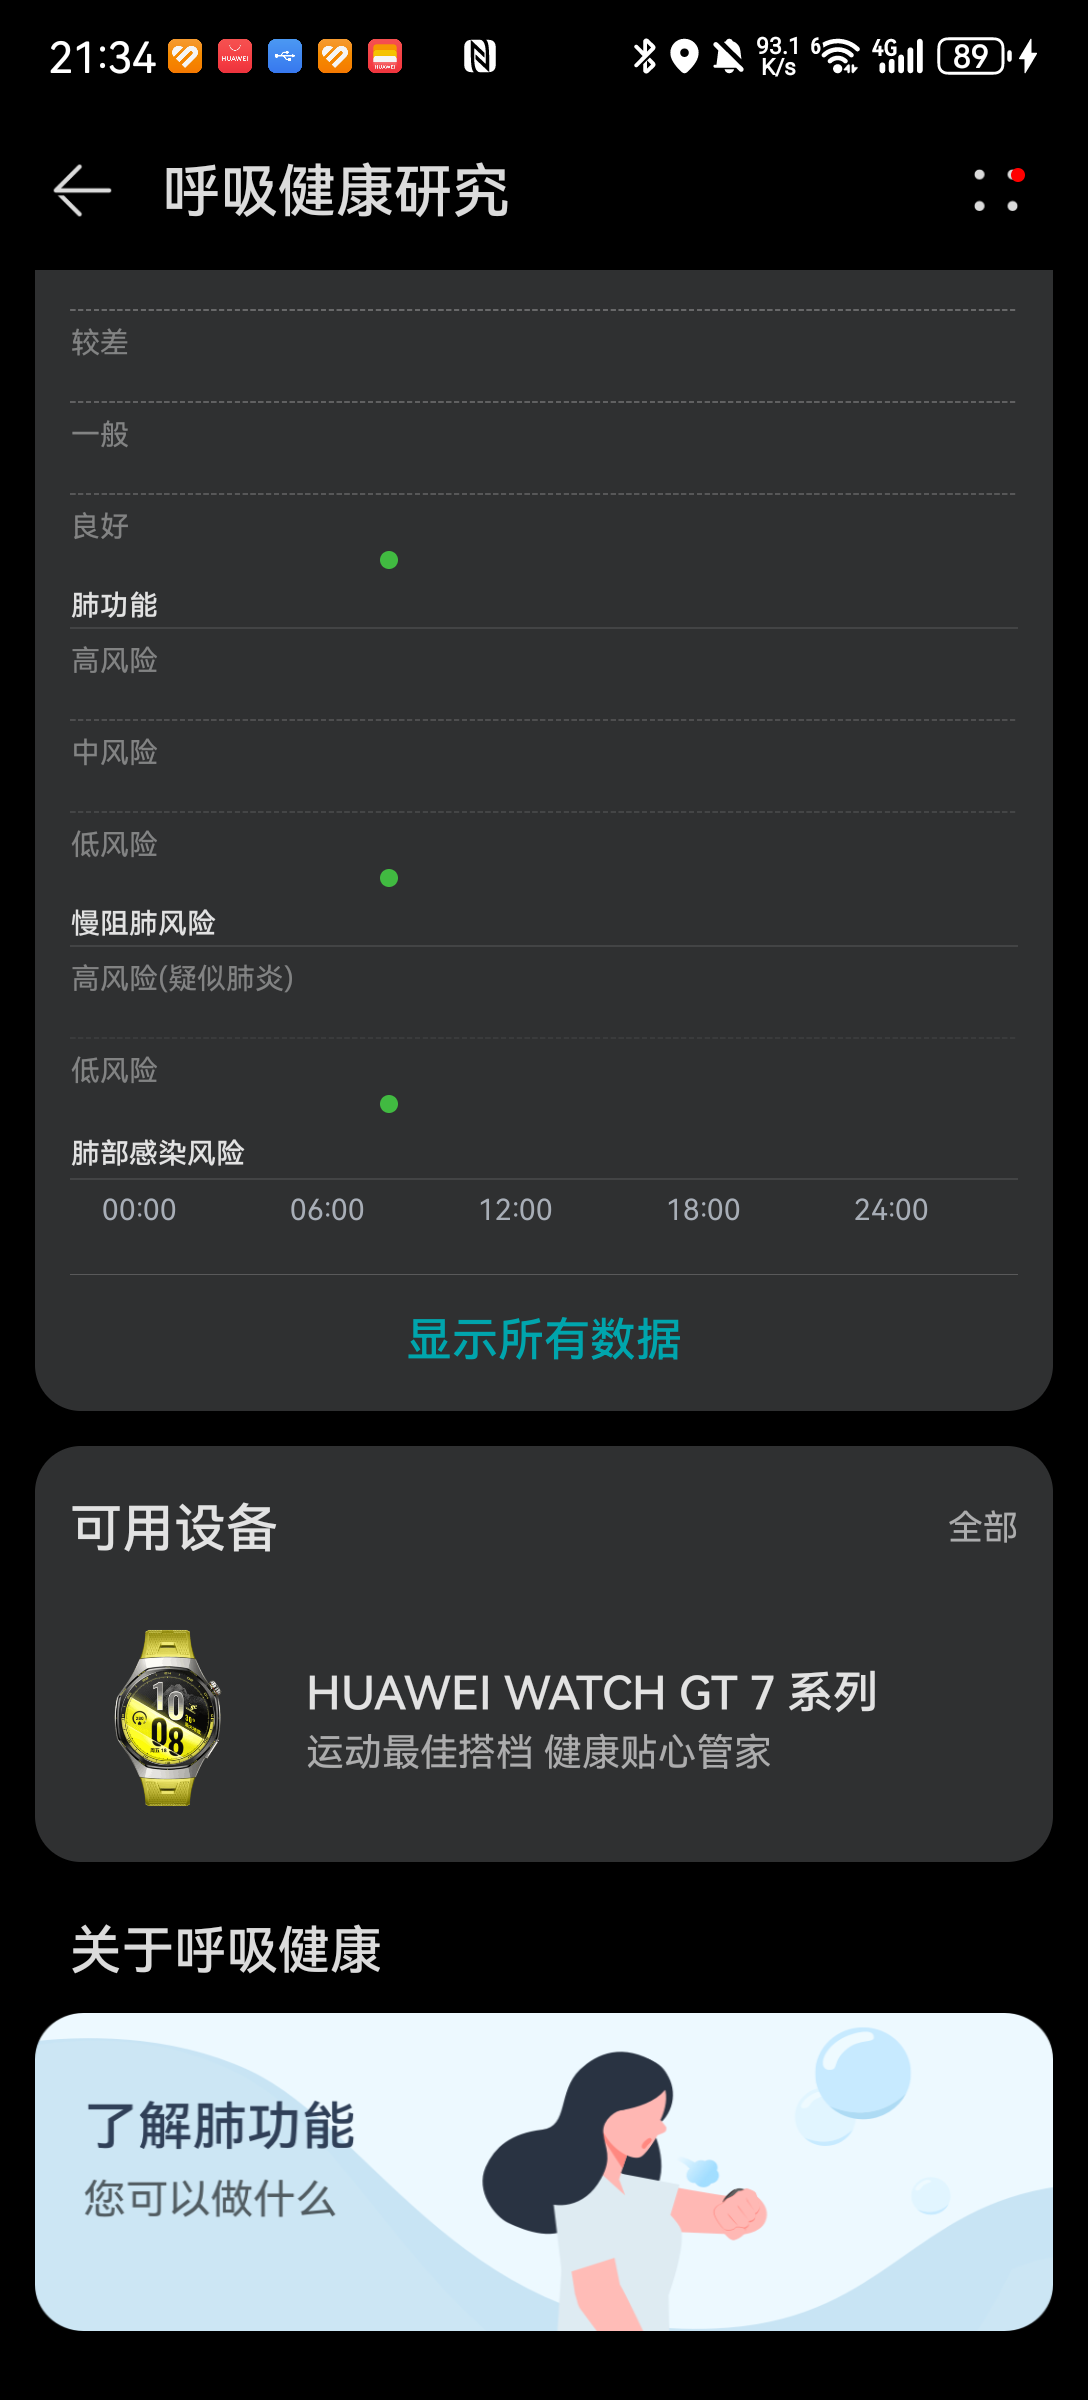 21:34
93.1
K/s
6
4G
89
呼吸健康研究
较差
一般
良好
肺功能
高风险
中风险
低风险
慢阻肺风险
高风险(疑似肺炎)
低风险
肺部感染风险
00:00 06:00 12:00 18:00 24:00
显示所有数据
可用设备
全部
10
08
HUAWEI WATCH GT 7 系列
运动最佳搭档 健康贴心管家
关于呼吸健康
了解肺功能
您可以做什么